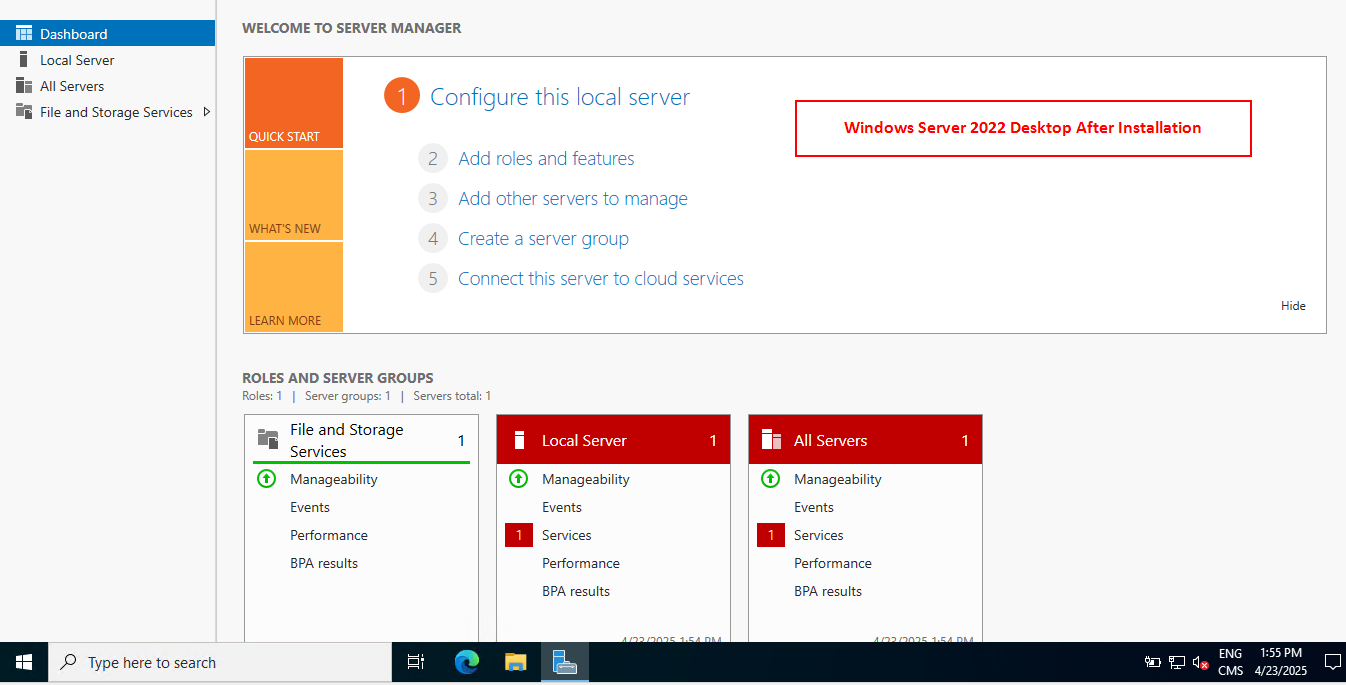 Dashboard
Local Server
All Servers
File and Storage Services
WELCOME TO SERVER MANAGER
QUICK START
WHAT'S NEW
LEARN MORE
1 Configure this local server
2 Add roles and features
3 Add other servers to manage
4 Create a server group
5 Connect this server to cloud services
Windows Server 2022 Desktop After Installation
Hide
ROLES AND SERVER GROUPS
Roles: 1 | Server groups: 1 | Servers total: 1
File and Storage
Services
1
Manageability
Events
Performance
BPA results
Local Server 1
Manageability
Events
1 Services
Performance
BPA results
4/23/2025 1:54 PM
All Servers 1
Manageability
Events
1 Services
Performance
BPA results
4/23/2025 1:54 PM
Type here to search
ENG
CMS
1:55 PM
4/23/2025